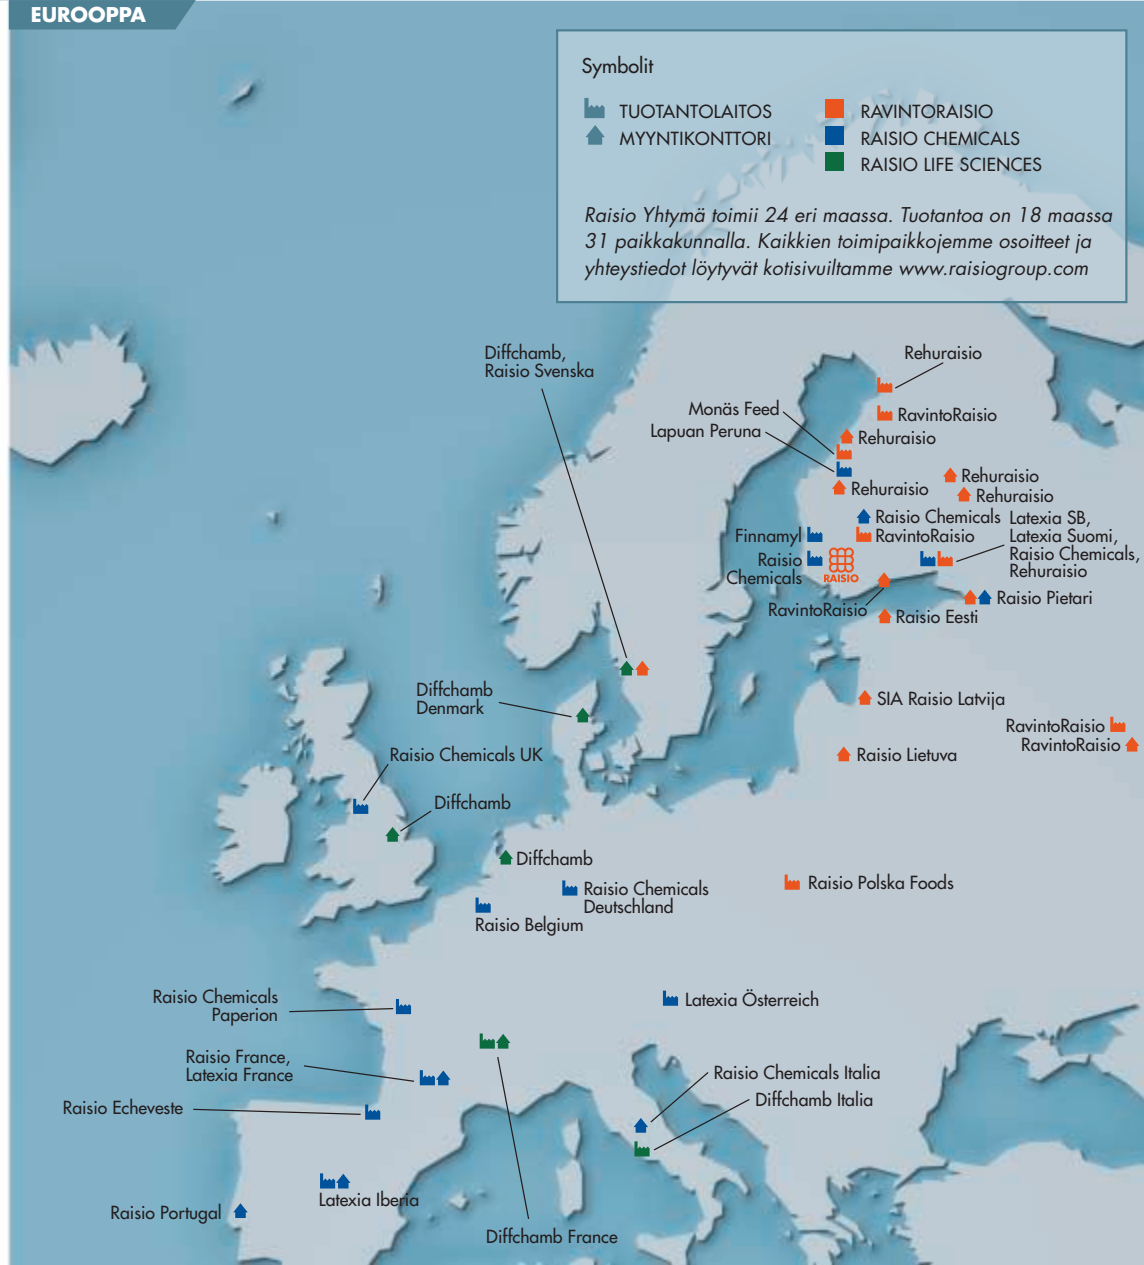 EUROOPPA
Symbolit
TUOTANTOLAITOS
MYYNTIKONTTORI
RAVINTORAISIO
RAISIO CHEMICALS
RAISIO LIFE SCIENCES
Raisio Yhtymä toimii 24 eri maassa. Tuotantoa on 18 maassa
31 paikkakunnalla. Kaikkien toimipaikkojemme osoitteet ja
yhteystiedot löytyvät kotisivuiltamme www.raisiogroup.com
Diffchamb,
Raisio Svenska
Rehuraisio
Monäs Feed
RavintoRaisio
Lapuan Peruna
Rehuraisio
Rehuraisio
Rehuraisio
Rehuraisio
Raisio Chemicals
Latexia SB,
Latexia Suomi,
Raisio Chemicals,
Rehuraisio
Finnamyl
RavintoRaisio
Raisio
Chemicals
RAISIO
RavintoRaisio
Raisio Pietari
Raisio Eesti
Diffchamb
Denmark
SIA Raisio Latvija
RavintoRaisio
RavintoRaisio
Raisio Chemicals UK
Raisio Lietuva
Diffchamb
Diffchamb
Raisio Chemicals
Deutschland
Raisio Polska Foods
Raisio Belgium
Raisio Chemicals
Paperion
Latexia Österreich
Raisio France,
Latexia France
Raisio Chemicals Italia
Diffchamb Italia
Raisio Echeveste
Latexia Iberia
Raisio Portugal
Diffchamb France